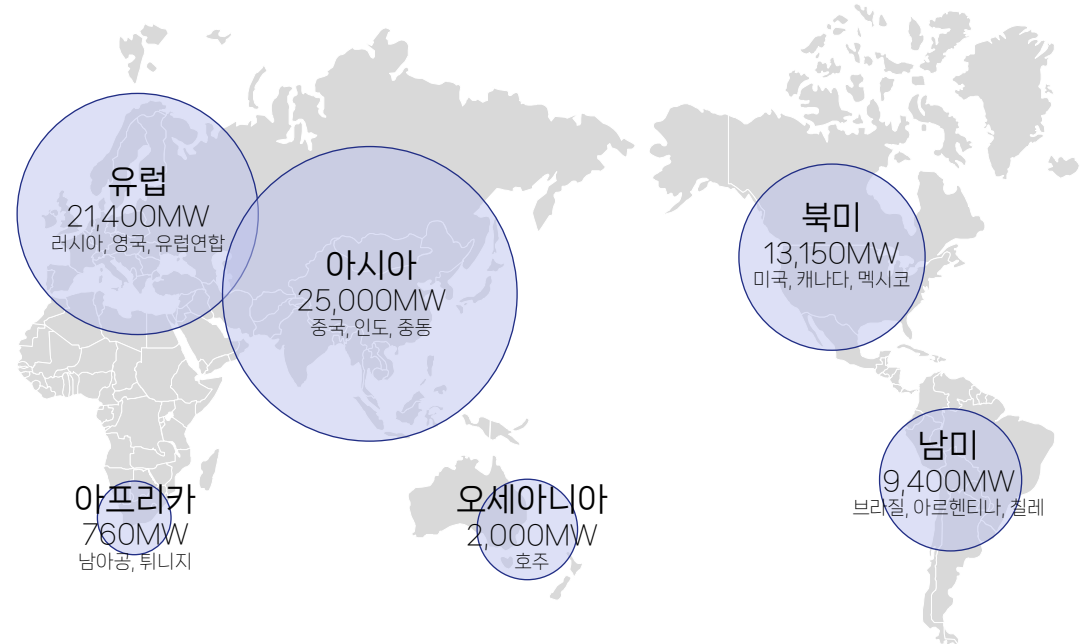 유럽
21,400MW
러시아, 영국, 유럽연합
아시아
25,000MW
중국, 인도, 중동
북미
13,150MW
미국, 캐나다, 멕시코
남미
9,400MW
브라질, 아르헨티나, 칠레
아프리카
760MW
남아공, 튀니지
오세아니아
2,000MW
호주